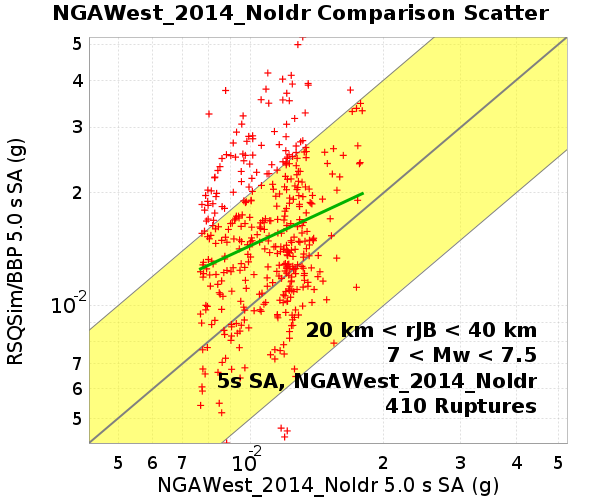 NGAWest_2014_NoIdr Comparison Scatter
RSQSim/BBP 5.0 s SA (g)
5
4
3
2
10-2
7
6
5
20 km < rJB < 40 km
7 < Mw < 7.5
5s SA, NGAWest_2014_NoIdr
410 Ruptures
5 6 7 10-2 2 3 4 5
NGAWest_2014_NoIdr 5.0 s SA (g)